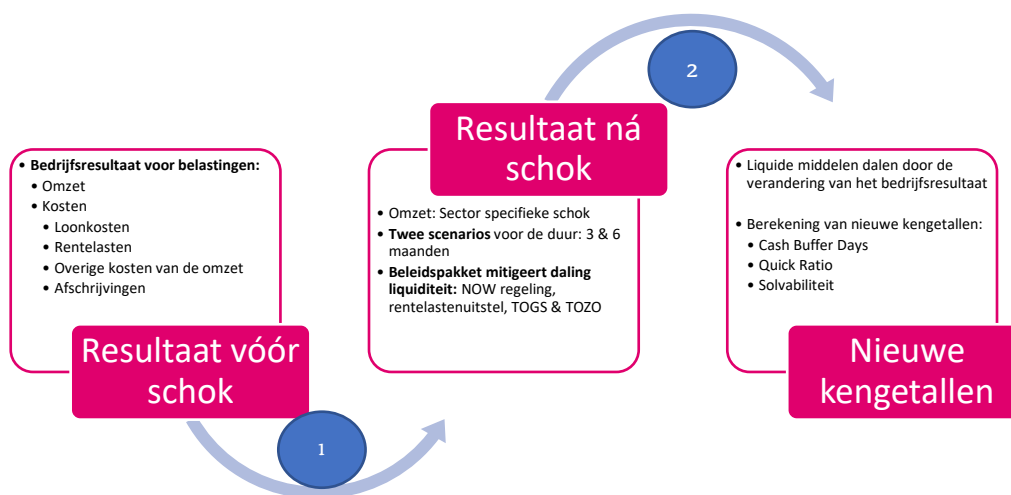 • Bedrijfsresultaat voor belastingen:
• Omzet
• Kosten
• Loonkosten
• Rentelasten
• Overige kosten van de omzet
• Afschrijvingen
Resultaat vóór
schok
1
Resultaat ná
schok
• Omzet: Sector specifieke schok
• Twee scenarios voor de duur: 3 & 6
maanden
• Beleidspakket mitigeert daling
liquiditeit: NOW regeling,
rentelastenuitstel, TOGS & TOZO
2
• Liquide middelen dalen door de
verandering van het bedrijfsresultaat
• Berekening van nieuwe kengetallen:
• Cash Buffer Days
• Quick Ratio
• Solvabiliteit
Nieuwe
kengetallen